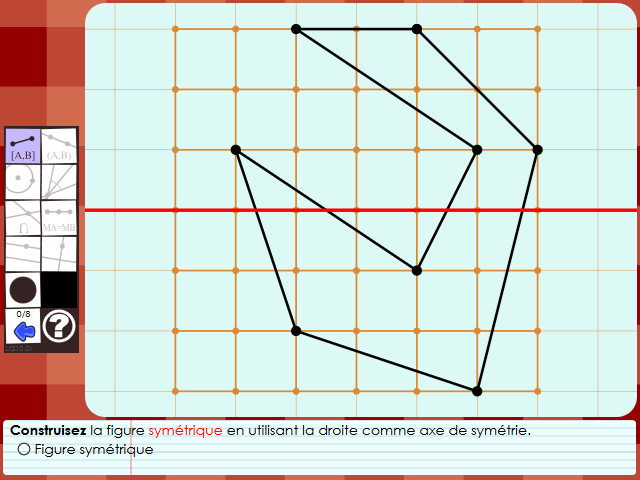 [A,B]
(A,B)
MA=MB
0/8
?
Construisez la figure symétrique en utilisant la droite comme axe de symétrie.
Figure symétrique